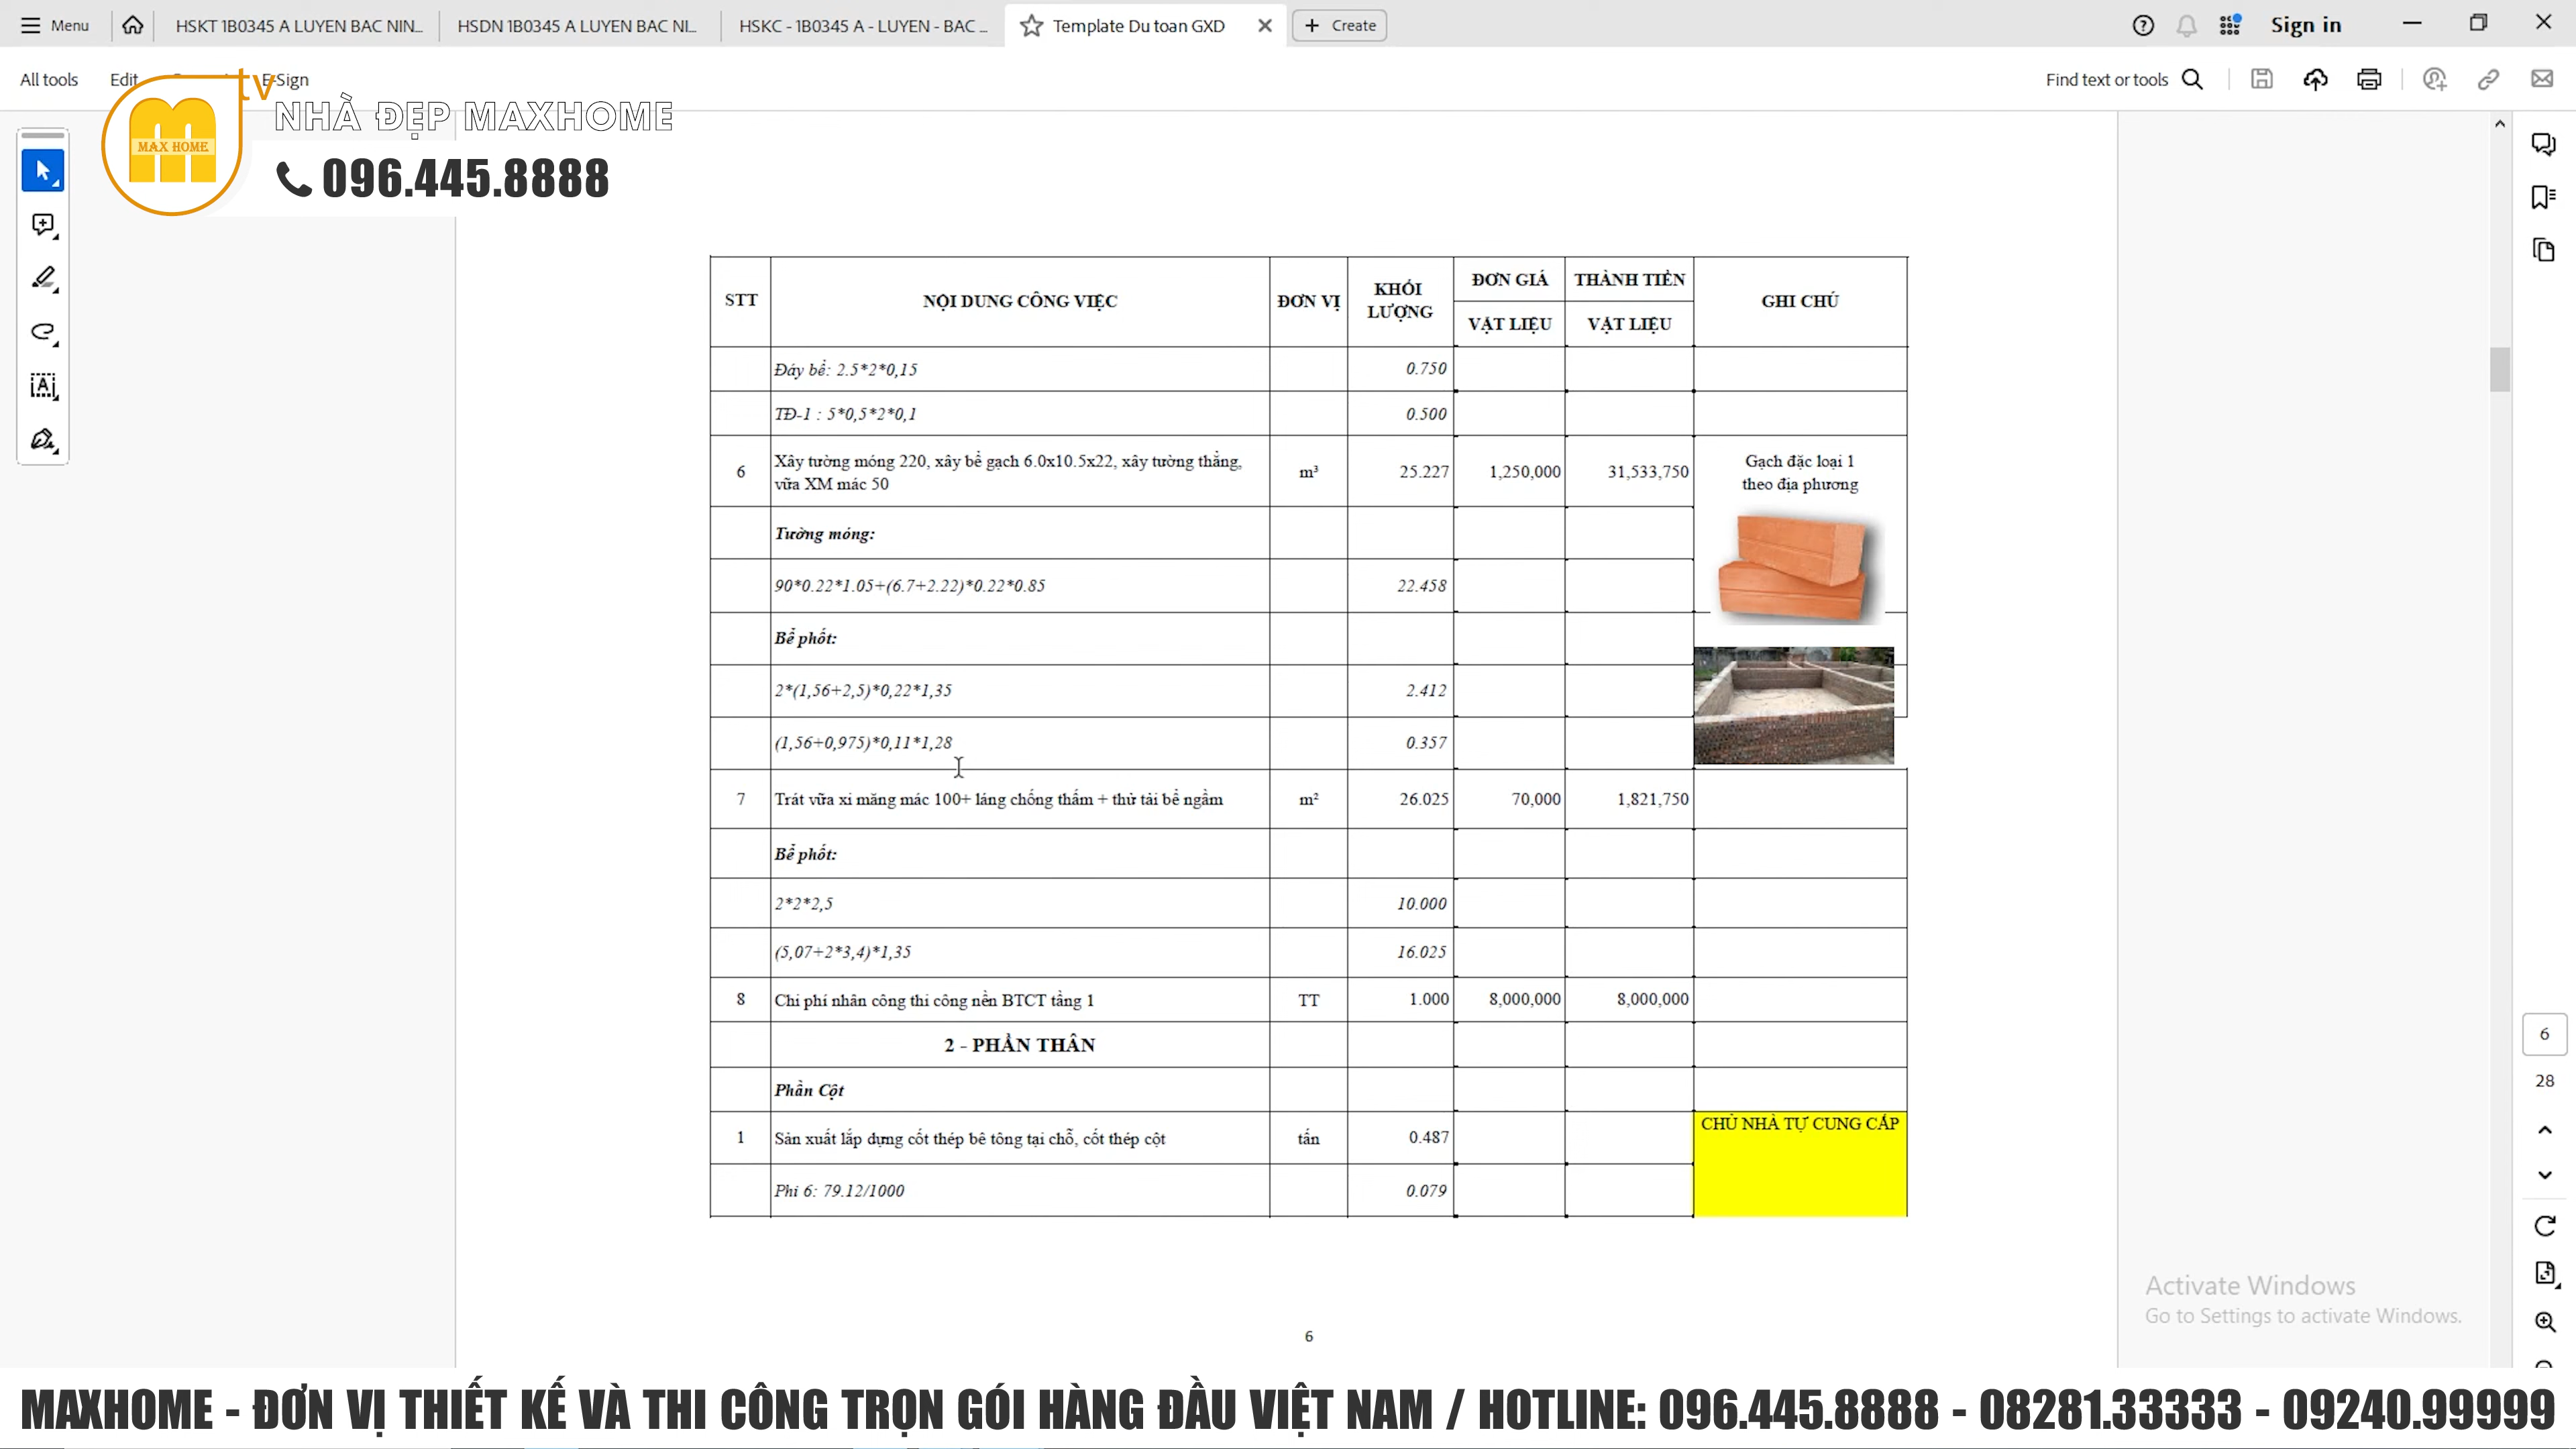 Menu
HSKT 1B0345 A LUYEN BAC NIN...
HSDN 1B0345 A LUYEN BAC NI...
HSKC - 1B0345 A - LUYEN - BAC ...
Template Du toan GXD
Create
Sign in
All tools
Edit
E-Sign
Find text or tools
tv
MAX HOME
NHÀ ĐẸP MAXHOME
096.445.8888
STT NỘI DUNG CÔNG VIỆC ĐƠN VỊ KHỐI LƯỢNG ĐƠN GIÁ THÀNH TIỀN GHI CHÚ
VẬT LIỆU VẬT LIỆU
Đáy bể: 2.5*2*0,15 0.750
TĐ-1 : 5*0,5*2*0,1 0.500
6 Xây tường móng 220, xây bể gạch 6.0x10.5x22, xây tường thẳng, m³ 25.227 1,250,000 31,533,750 Gạch đặc loại 1
vữa XM mác 50 theo địa phương
Tường móng:
90*0.22*1.05+(6.7+2.22)*0.22*0.85 22.458
Bể phốt:
2*(1,56+2,5)*0,22*1,35 2.412
(1,56+0,975)*0,11*1,28 0.357
7 Trát vữa xi măng mác 100+ láng chống thấm + thử tải bể ngầm m² 26.025 70,000 1,821,750
Bể phốt:
2*2*2,5 10.000
(5,07+2*3,4)*1,35 16.025
8 Chi phí nhân công thi công nền BTCT tầng 1 TT 1.000 8,000,000 8,000,000
2 - PHẦN THÂN
Phần Cột
1 Sản xuất lắp dựng cốt thép bê tông tại chỗ, cốt thép cột tấn 0.487 CHỦ NHÀ TỰ CUNG CẤP
Phi 6: 79.12/1000 0.079
6
6
28
Activate Windows
Go to Settings to activate Windows.
MAXHOME - ĐƠN VỊ THIẾT KẾ VÀ THI CÔNG TRỌN GÓI HÀNG ĐẦU VIỆT NAM / HOTLINE: 096.445.8888 - 08281.33333 - 09240.99999